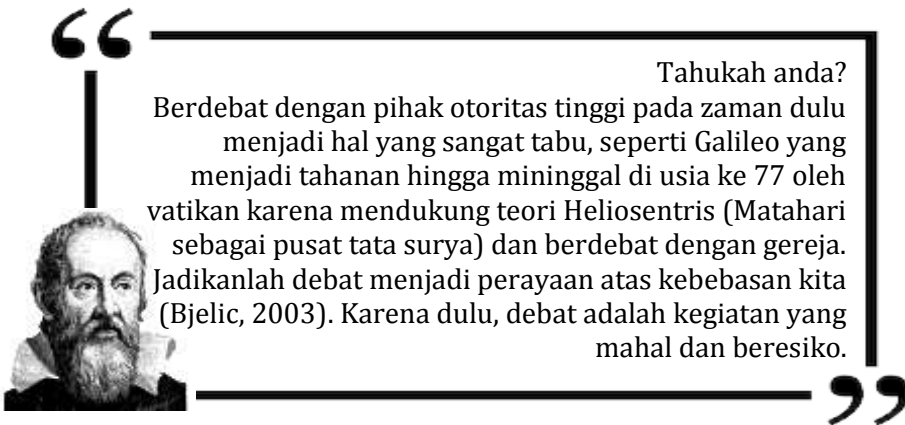 Tahukah anda?
Berdebat dengan pihak otoritas tinggi pada zaman dulu
menjadi hal yang sangat tabu, seperti Galileo yang
menjadi tahanan hingga mininggal di usia ke 77 oleh
vatikan karena mendukung teori Heliosentris (Matahari
sebagai pusat tata surya) dan berdebat dengan gereja.
Jadikanlah debat menjadi perayaan atas kebebasan kita
(Bjelic, 2003). Karena dulu, debat adalah kegiatan yang
mahal dan beresiko.